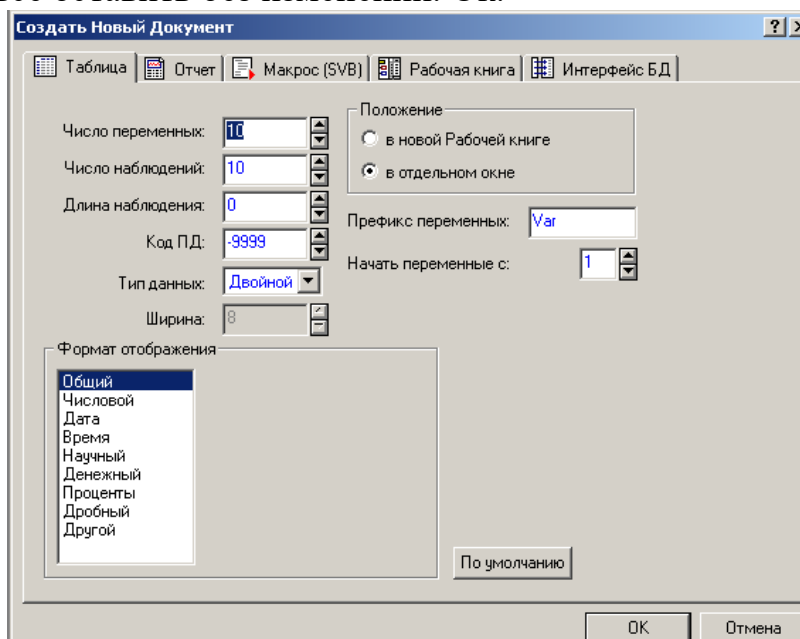 Создать Новый Документ
Таблица Отчет Макрос (SVB) Рабочая книга Интерфейс БД
Число переменных: 10
Число наблюдений: 10
Длина наблюдения: 0
Код ПД: -9999
Тип данных: Двойной
Ширина: 8
Положение
в новой Рабочей книге
в отдельном окне
Префикс переменных: Var
Начать переменные с: 1
Формат отображения
Общий
Числовой
Дата
Время
Научный
Денежный
Проценты
Дробный
Другой
По умолчанию
OK Отмена